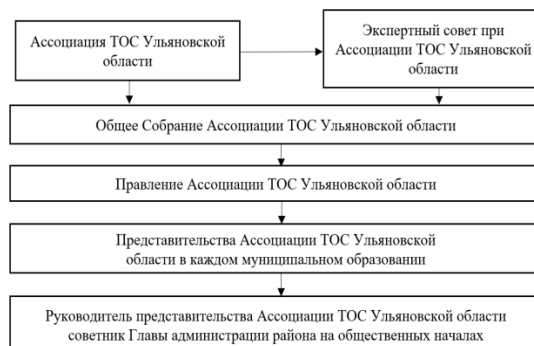 Ассоциация ТОС Ульяновской
области
Экспертный совет при
Ассоциации ТОС Ульяновской
области
Общее Собрание Ассоциации ТОС Ульяновской области
Правление Ассоциации ТОС Ульяновской области
Представительства Ассоциации ТОС Ульяновской
области в каждом муниципальном образовании
Руководитель представительства Ассоциации ТОС Ульяновской области
советник Главы администрации района на общественных началах